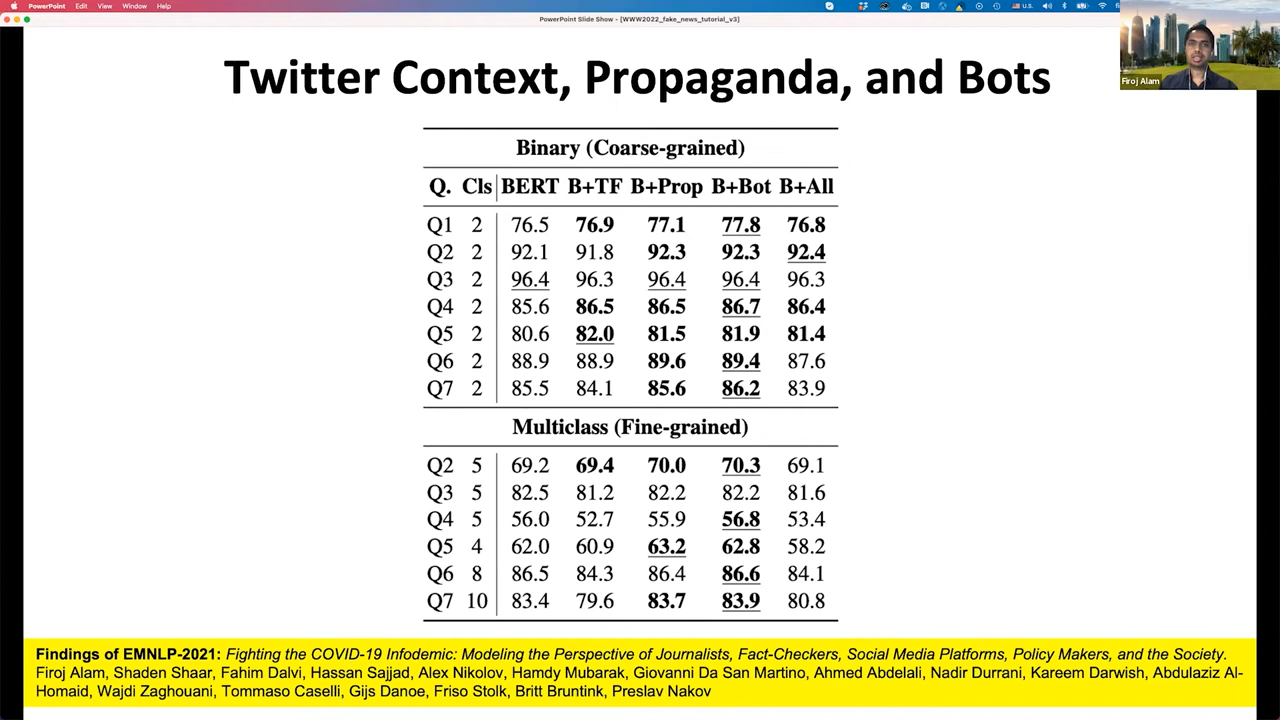 PowerPoint File Edit View Window Help U.S.
PowerPoint Slide Show - [WWW2022_fake_news_tutorial_v3]
Firoj Alam
Twitter Context, Propaganda, and Bots
Binary (Coarse-grained)
Q. Cls BERT B+TF B+Prop B+Bot B+All
Q1 2 76.5 76.9 77.1 77.8 76.8
Q2 2 92.1 91.8 92.3 92.3 92.4
Q3 2 96.4 96.3 96.4 96.4 96.3
Q4 2 85.6 86.5 86.5 86.7 86.4
Q5 2 80.6 82.0 81.5 81.9 81.4
Q6 2 88.9 88.9 89.6 89.4 87.6
Q7 2 85.5 84.1 85.6 86.2 83.9
Multiclass (Fine-grained)
Q2 5 69.2 69.4 70.0 70.3 69.1
Q3 5 82.5 81.2 82.2 82.2 81.6
Q4 5 56.0 52.7 55.9 56.8 53.4
Q5 4 62.0 60.9 63.2 62.8 58.2
Q6 8 86.5 84.3 86.4 86.6 84.1
Q7 10 83.4 79.6 83.7 83.9 80.8
Findings of EMNLP-2021: Fighting the COVID-19 Infodemic: Modeling the Perspective of Journalists, Fact-Checkers, Social Media Platforms, Policy Makers, and the Society.
Firoj Alam, Shaden Shaar, Fahim Dalvi, Hassan Sajjad, Alex Nikolov, Hamdy Mubarak, Giovanni Da San Martino, Ahmed Abdelali, Nadir Durrani, Kareem Darwish, Abdulaziz Al-
Homaid, Wajdi Zaghouani, Tommaso Caselli, Gijs Danoe, Friso Stolk, Britt Bruntink, Preslav Nakov